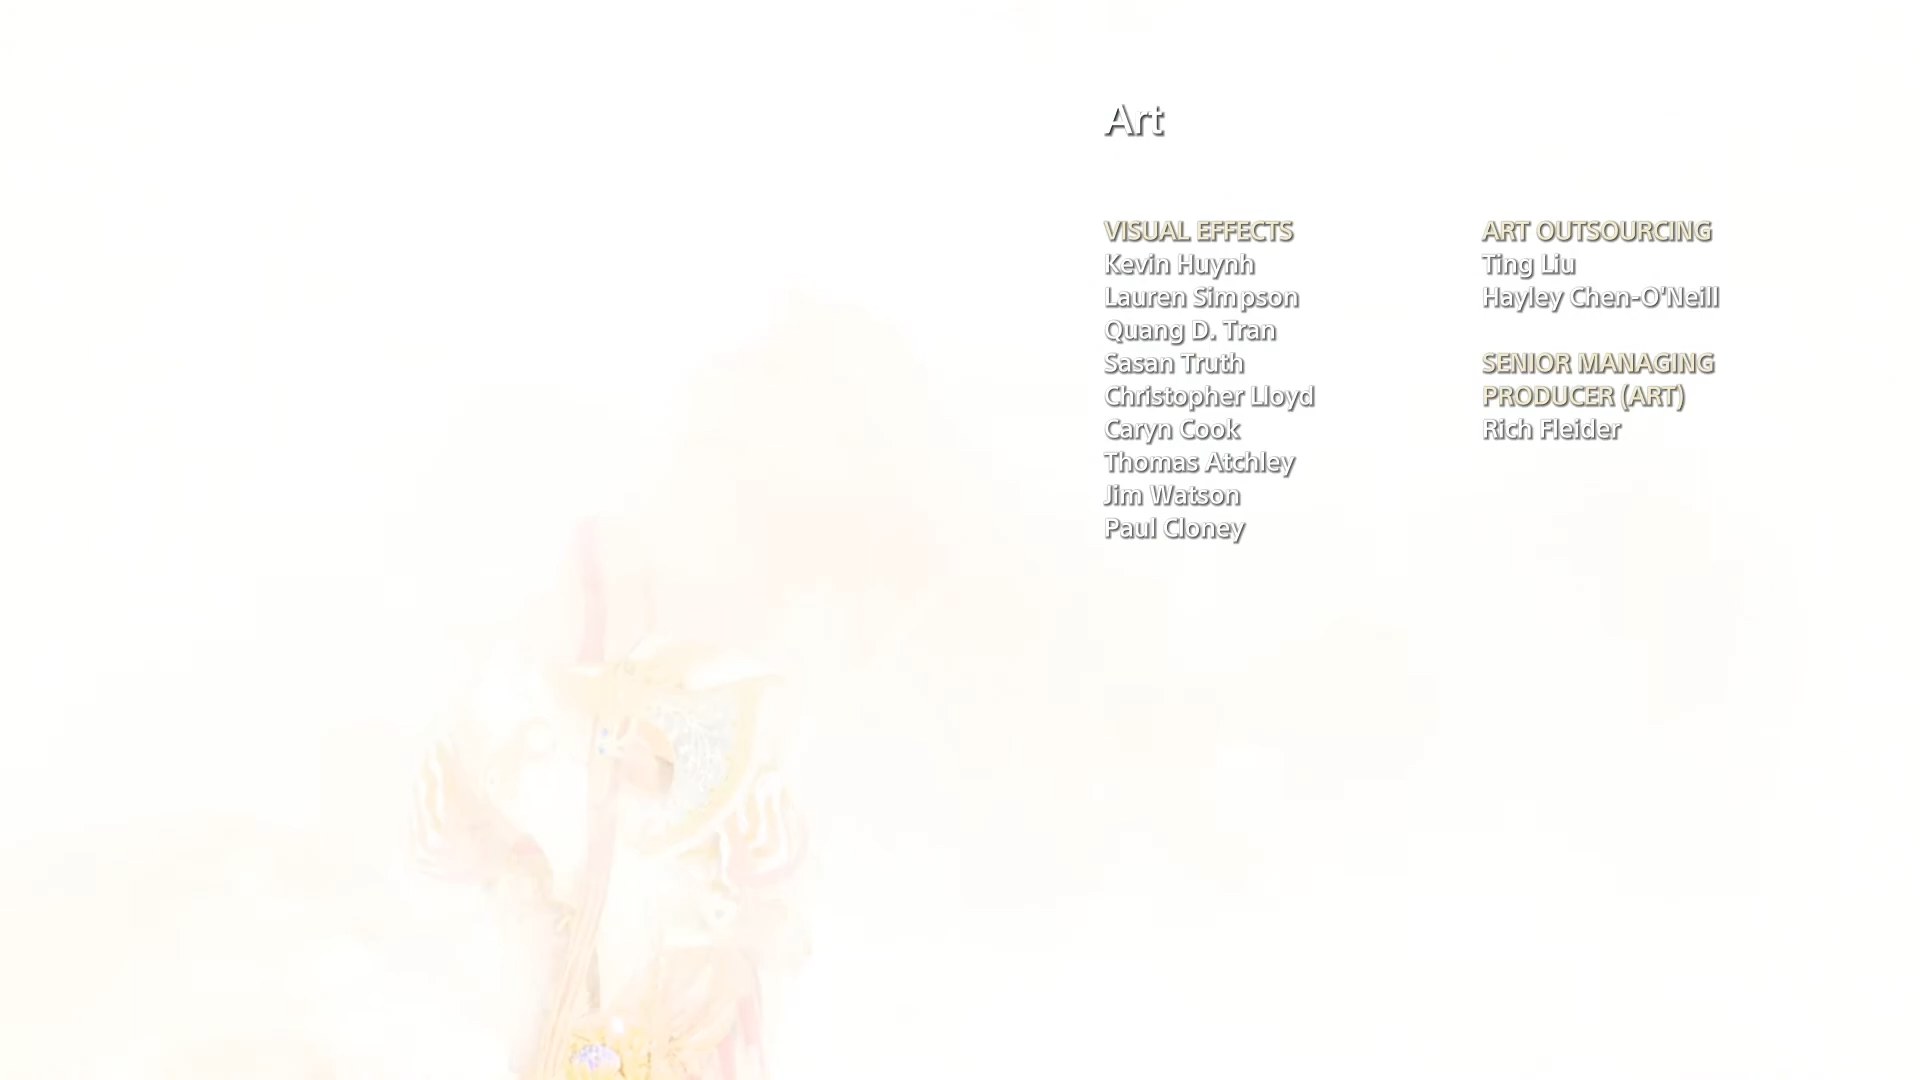 Art
VISUAL EFFECTS
Kevin Huynh
Lauren Simpson
Quang D. Tran
Sasan Truth
Christopher Lloyd
Caryn Cook
Thomas Atchley
Jim Watson
Paul Cloney
ART OUTSOURCING
Ting Liu
Hayley Chen-O'Neill
SENIOR MANAGING
PRODUCER (ART)
Rich Fleider